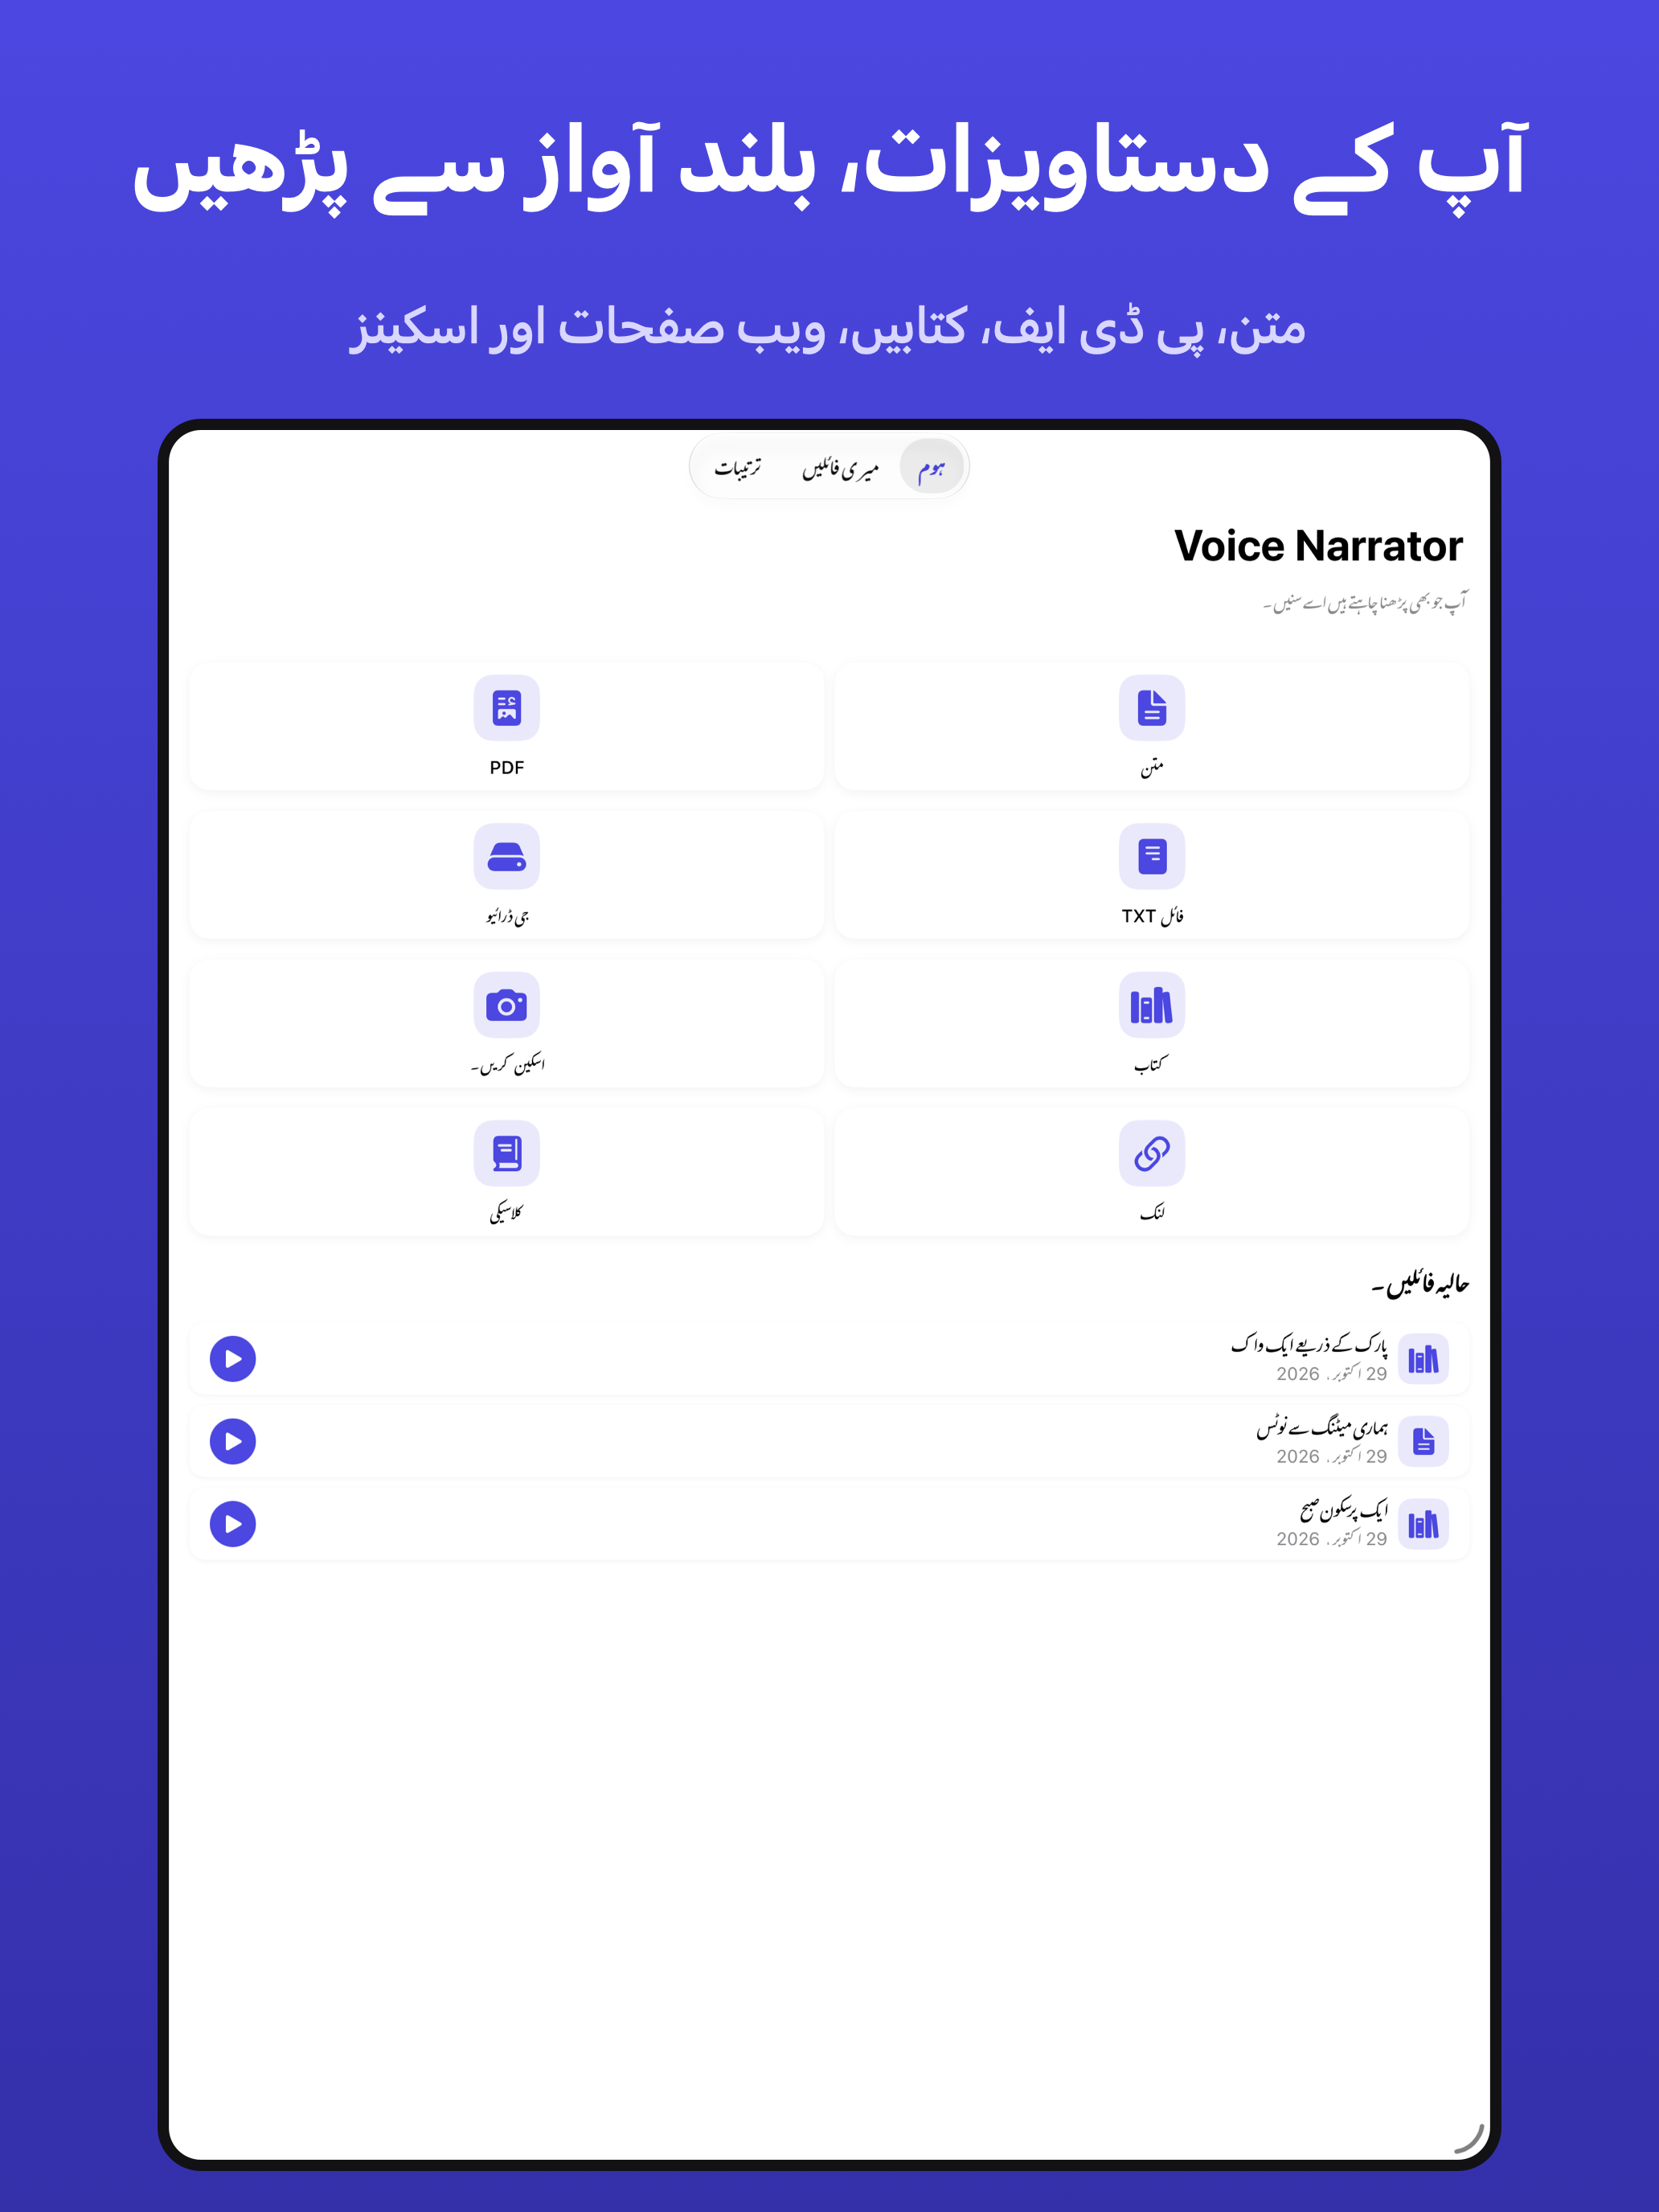 آپ کے دستاویزات، بلند آواز سے پڑھیں
متن، پی ڈی ایف، کتابیں، ویب صفحات اور اسکینز
ہوم
میری فائلیں
ترتیبات
Voice Narrator
آپ جو بھی پڑھنا چاہتے ہیں اسے سنیں۔
متن
PDF
فائل TXT
جی ڈرائیو
کتاب
اسکین کریں۔
لنک
کلاسیکی
حالیہ فائلیں۔
پارک کے ذریعے ایک واک
29 اکتوبر، 2026
ہماری میٹنگ سے نوٹس
29 اکتوبر، 2026
ایک پرسکون صبح
29 اکتوبر، 2026